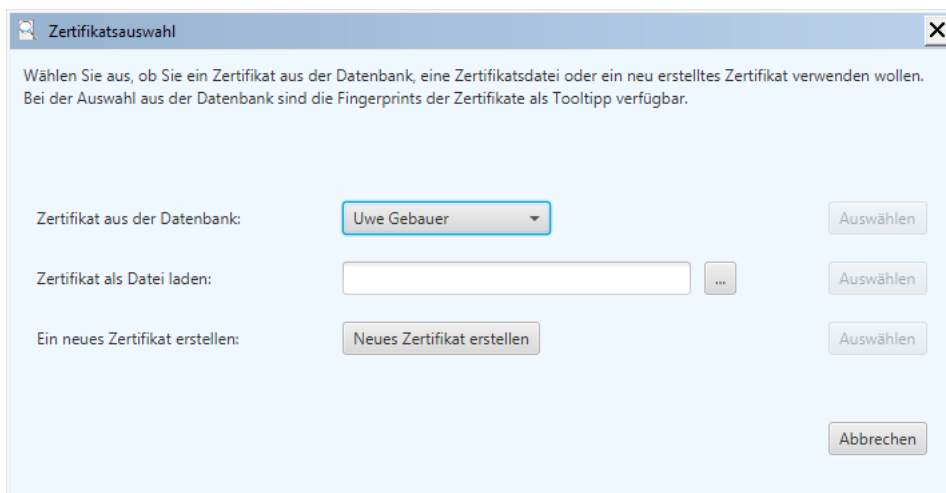 Zertifikatsauswahl
Wählen Sie aus, ob Sie ein Zertifikat aus der Datenbank, eine Zertifikatsdatei oder ein neu erstelltes Zertifikat verwenden wollen.
Bei der Auswahl aus der Datenbank sind die Fingerprints der Zertifikate als Tooltipp verfügbar.
Zertifikat aus der Datenbank: Uwe Gebauer Auswählen
Zertifikat als Datei laden: ... Auswählen
Ein neues Zertifikat erstellen: Neues Zertifikat erstellen Auswählen
Abbrechen